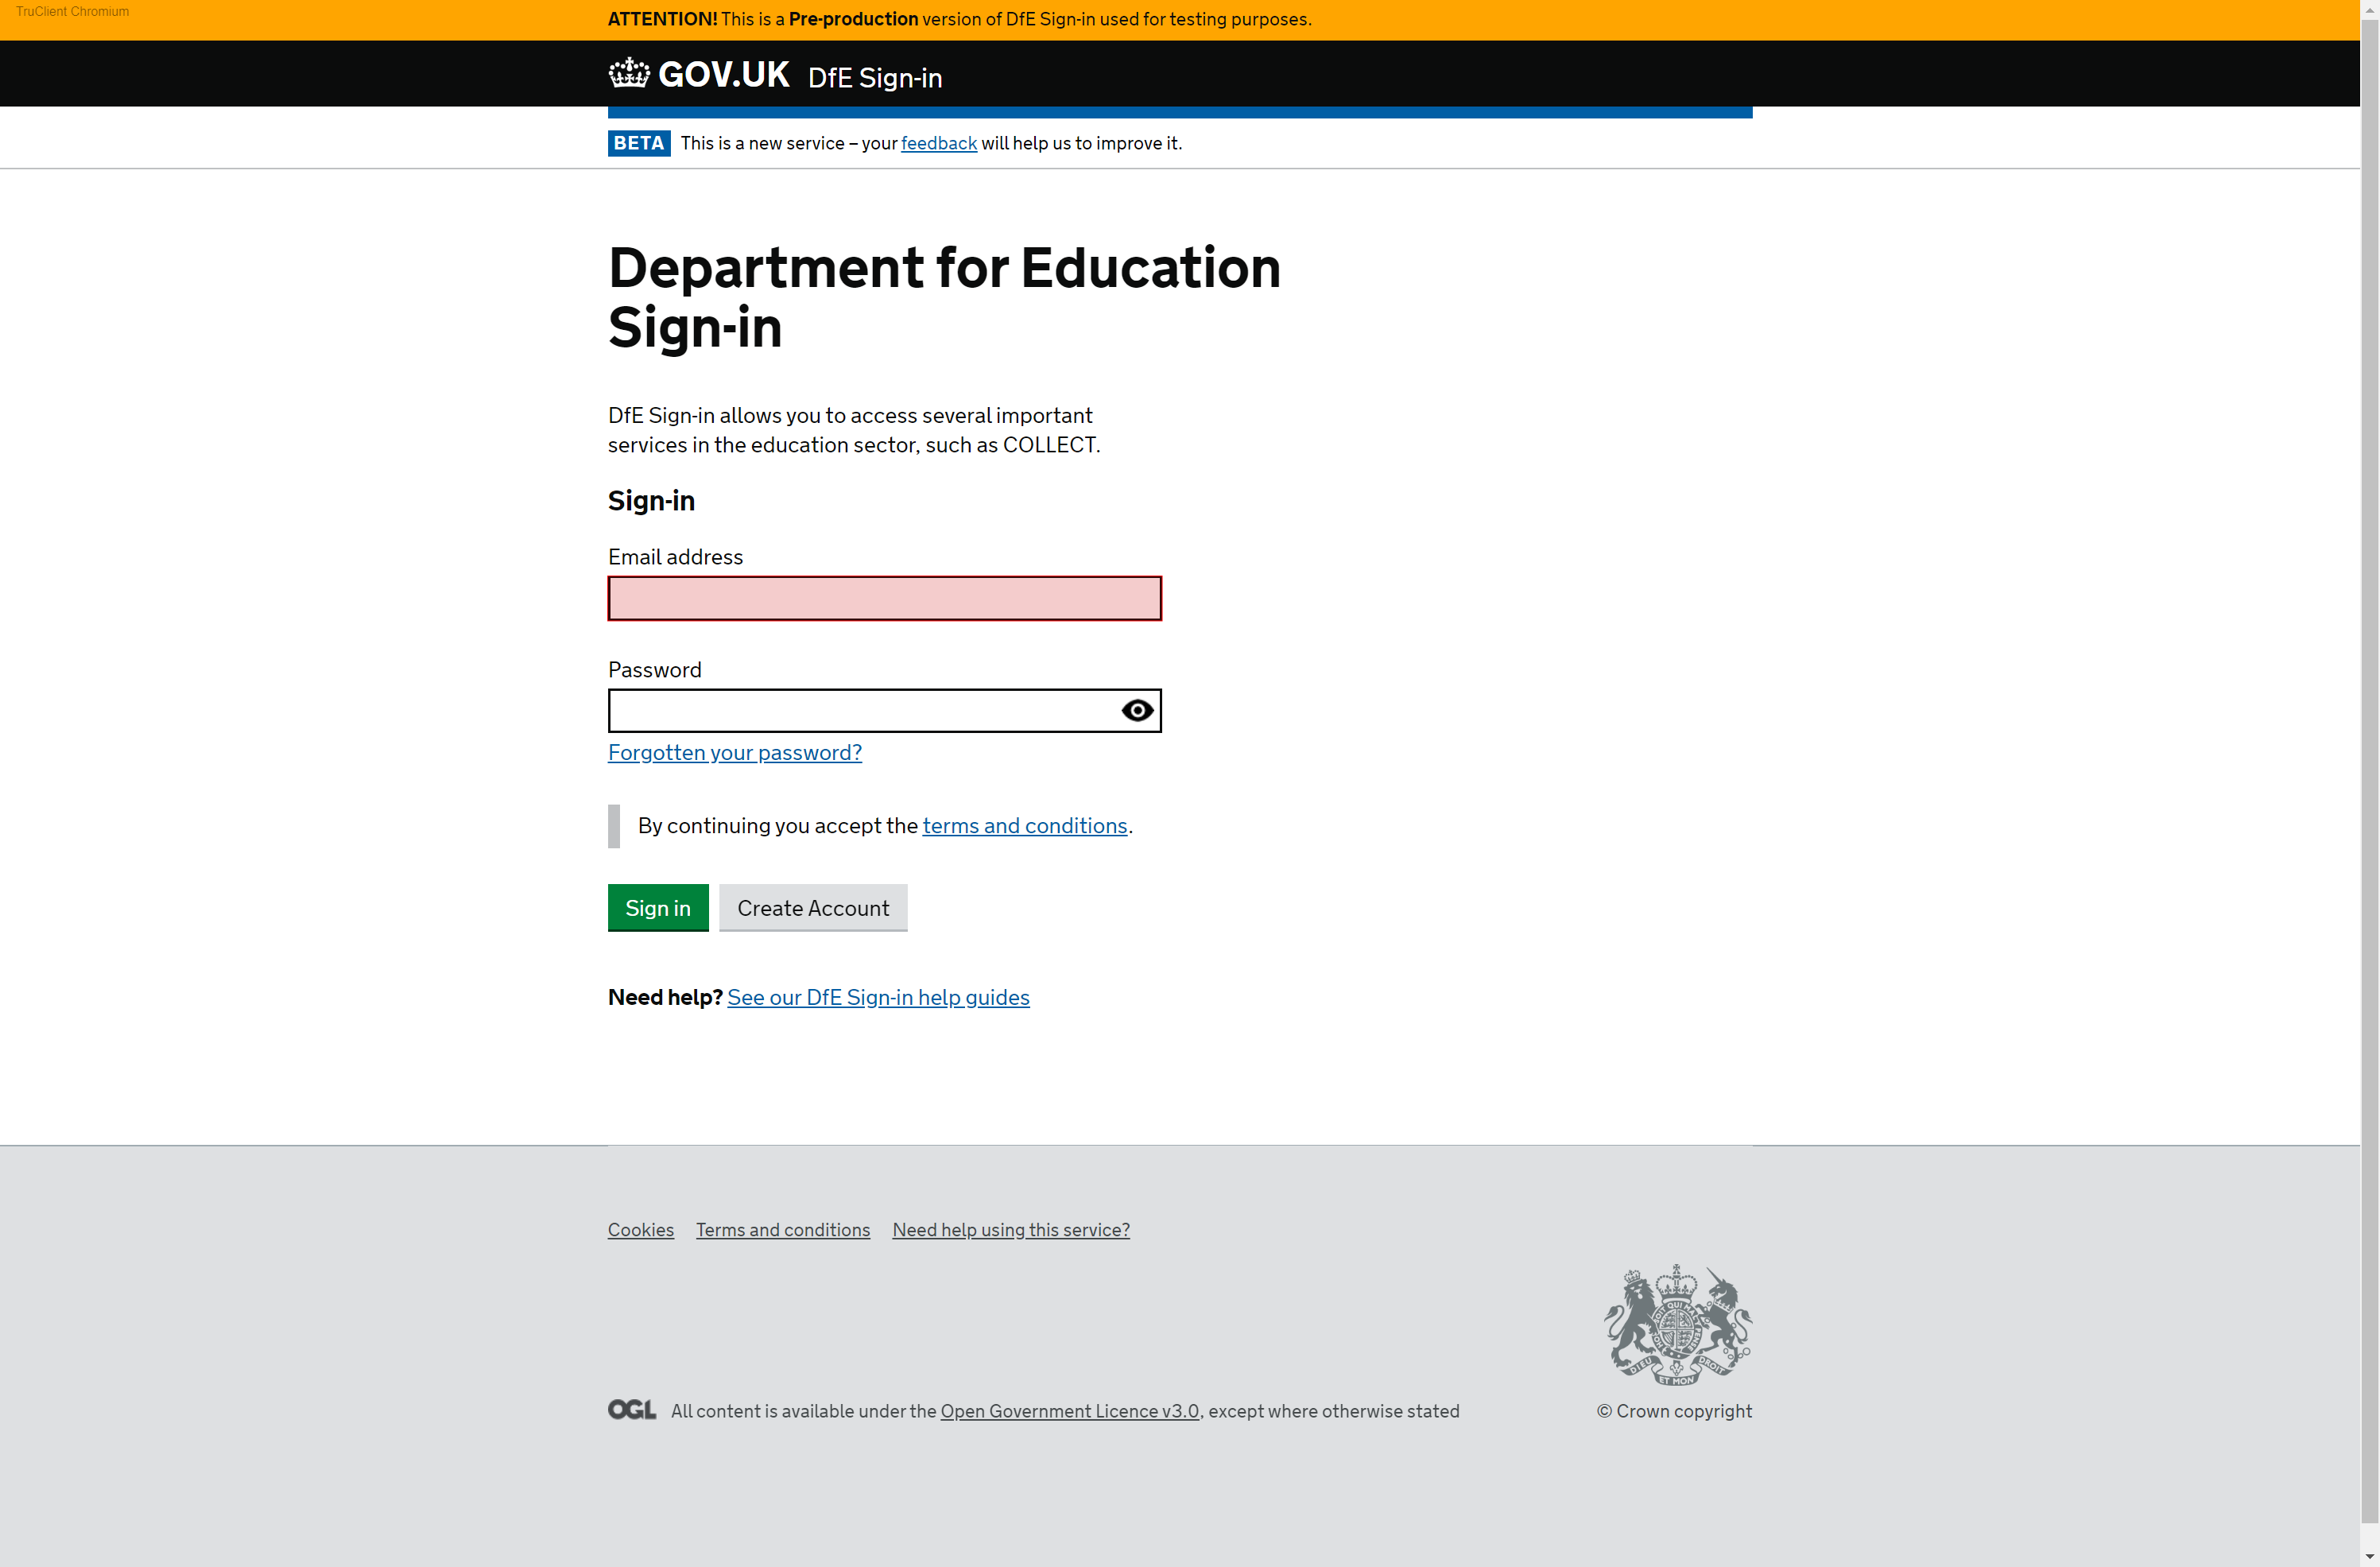 TruClient Chromium
ATTENTION! This is a Pre-production version of DfE Sign-in used for testing purposes.
GOV.UK DfE Sign-in
BETA This is a new service – your feedback will help us to improve it.
Department for Education
Sign-in
DfE Sign-in allows you to access several important
services in the education sector, such as COLLECT.
Sign-in
Email address
Password
Forgotten your password?
By continuing you accept the terms and conditions.
Sign in Create Account
Need help? See our DfE Sign-in help guides
Cookies Terms and conditions Need help using this service?
DIEU ET MON DROIT
OGL All content is available under the Open Government Licence v3.0, except where otherwise stated
© Crown copyright